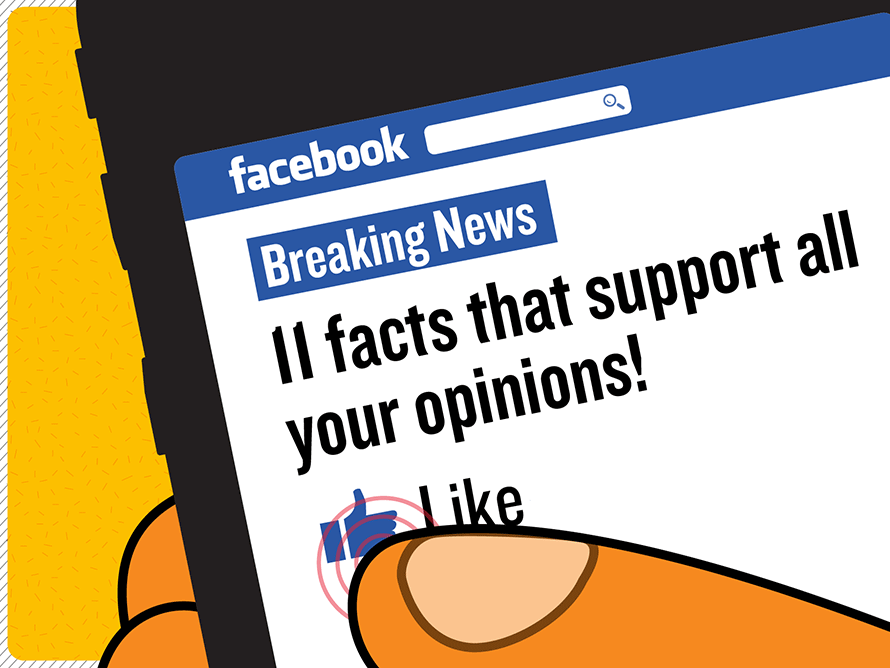 facebook
Breaking News
11 facts that support all
your opinions!
Like